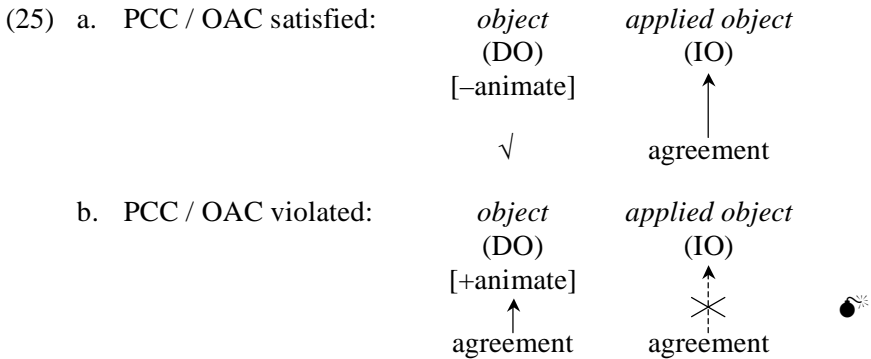 (25) a. PCC / OAC satisfied: object applied object
(DO) (IO)
[–animate]
√ agreement
b. PCC / OAC violated: object applied object
(DO) (IO)
[+animate]
agreement agreement